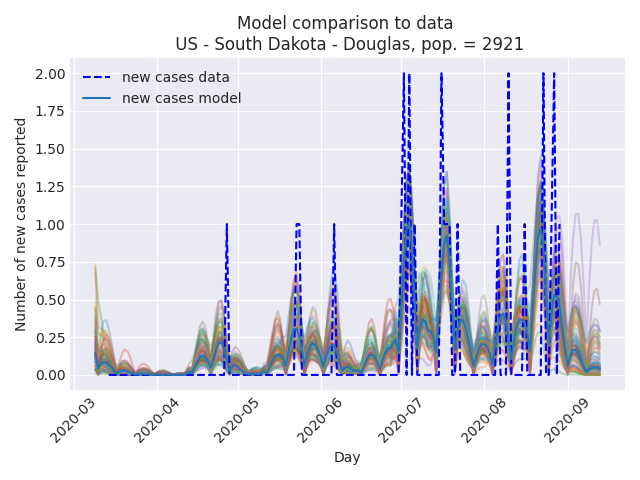 Model comparison to data
US - South Dakota - Douglas, pop. = 2921
new cases data
new cases model
2.00
1.75
1.50
1.25
1.00
0.75
0.50
0.25
0.00
Number of new cases reported
2020-03
2020-04
2020-05
2020-06
2020-07
2020-08
2020-09
Day